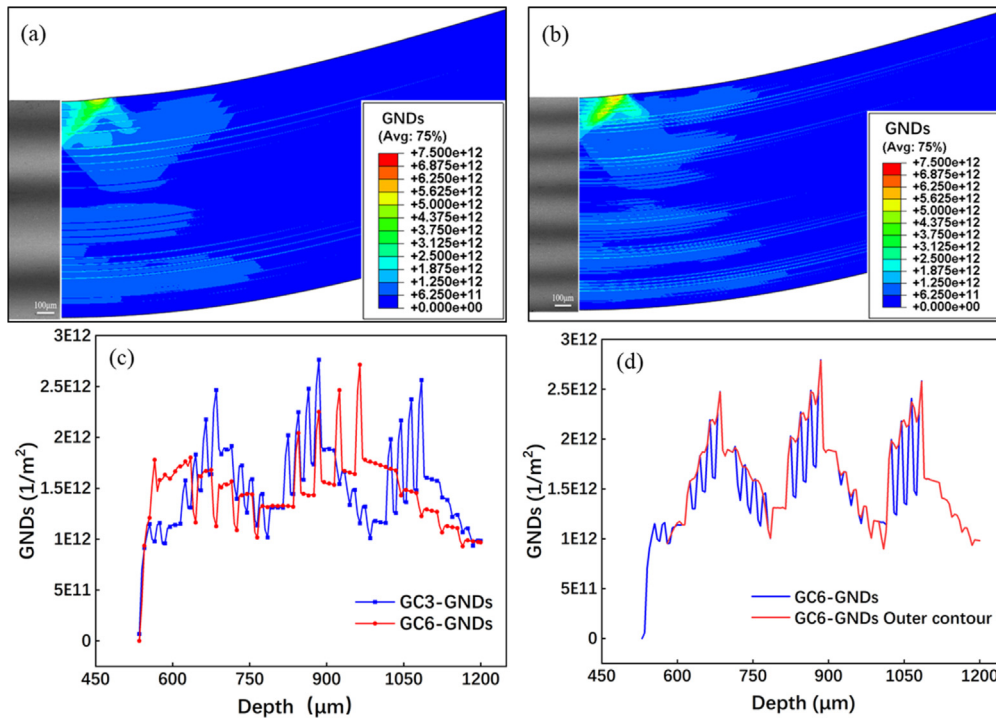 (a)
GNDs
(Avg: 75%)
+7.500e+12
+6.875e+12
+6.250e+12
+5.625e+12
+5.000e+12
+4.375e+12
+3.750e+12
+3.125e+12
+2.500e+12
+1.875e+12
+1.250e+12
+6.250e+11
+0.000e+00
100μm
(b)
GNDs
(Avg: 75%)
+7.500e+12
+6.875e+12
+6.250e+12
+5.625e+12
+5.000e+12
+4.375e+12
+3.750e+12
+3.125e+12
+2.500e+12
+1.875e+12
+1.250e+12
+6.250e+11
+0.000e+00
100μm
(c)
GNDs (1/m²)
3E12
2.5E12
2E12
1.5E12
1E12
5E11
0
GC3-GNDs
GC6-GNDs
450 600 750 900 1050 1200
Depth (μm)
(d)
GNDs (1/m²)
3E12
2.5E12
2E12
1.5E12
1E12
5E11
0
GC6-GNDs
GC6-GNDs Outer contour
450 600 750 900 1050 1200
Depth (μm)